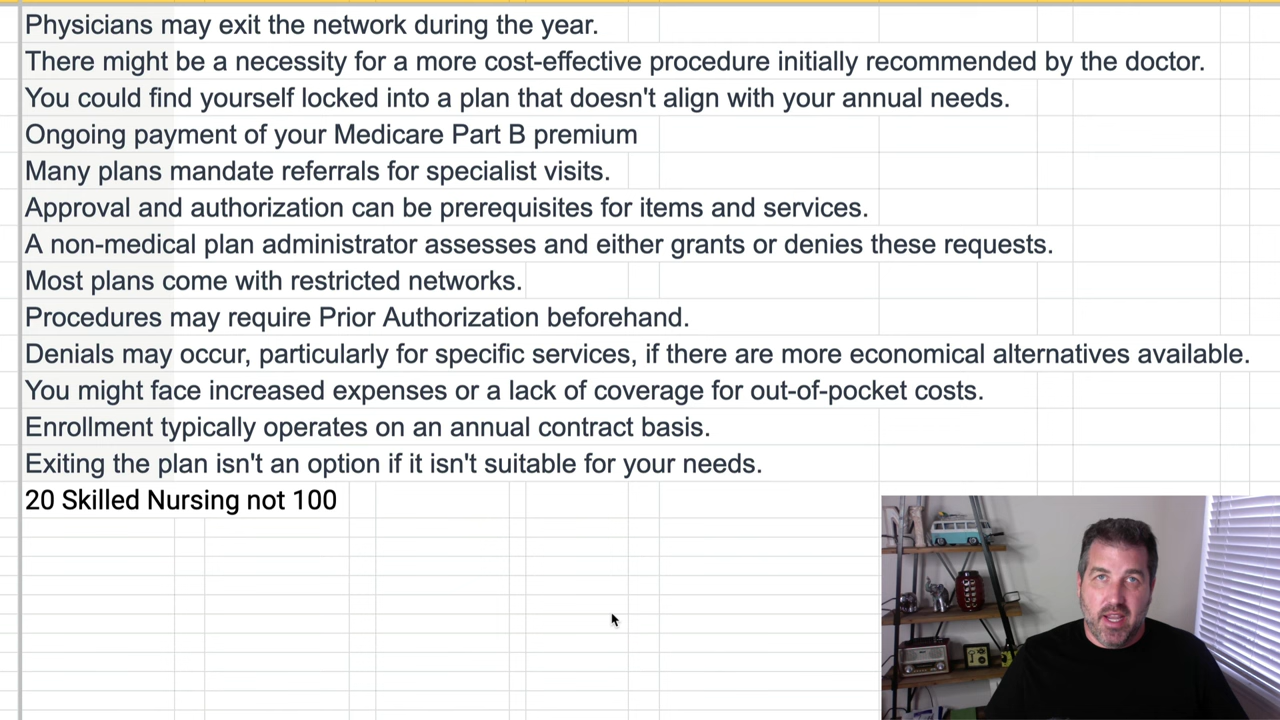 Physicians may exit the network during the year.
There might be a necessity for a more cost-effective procedure initially recommended by the doctor.
You could find yourself locked into a plan that doesn't align with your annual needs.
Ongoing payment of your Medicare Part B premium
Many plans mandate referrals for specialist visits.
Approval and authorization can be prerequisites for items and services.
A non-medical plan administrator assesses and either grants or denies these requests.
Most plans come with restricted networks.
Procedures may require Prior Authorization beforehand.
Denials may occur, particularly for specific services, if there are more economical alternatives available.
You might face increased expenses or a lack of coverage for out-of-pocket costs.
Enrollment typically operates on an annual contract basis.
Exiting the plan isn't an option if it isn't suitable for your needs.
20 Skilled Nursing not 100